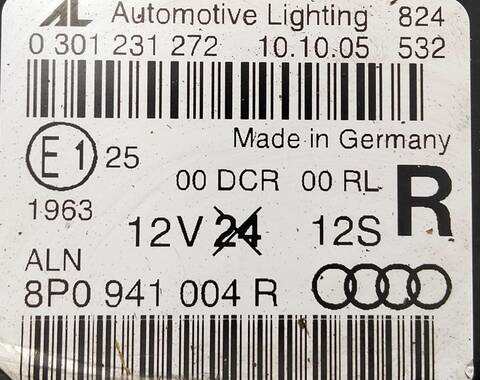 AL Automotive Lighting 824
0 301 231 272 10.10.05 532
Made in Germany
E1 25
00 DCR 00 RL R
1963
12V 24 12S
ALN
8P0 941 004 R